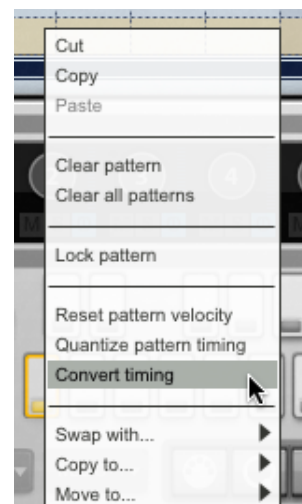 Cut
Copy
Paste
Clear pattern
Clear all patterns
Lock pattern
Reset pattern velocity
Quantize pattern timing
Convert timing
Swap with...
Copy to...
Move to...